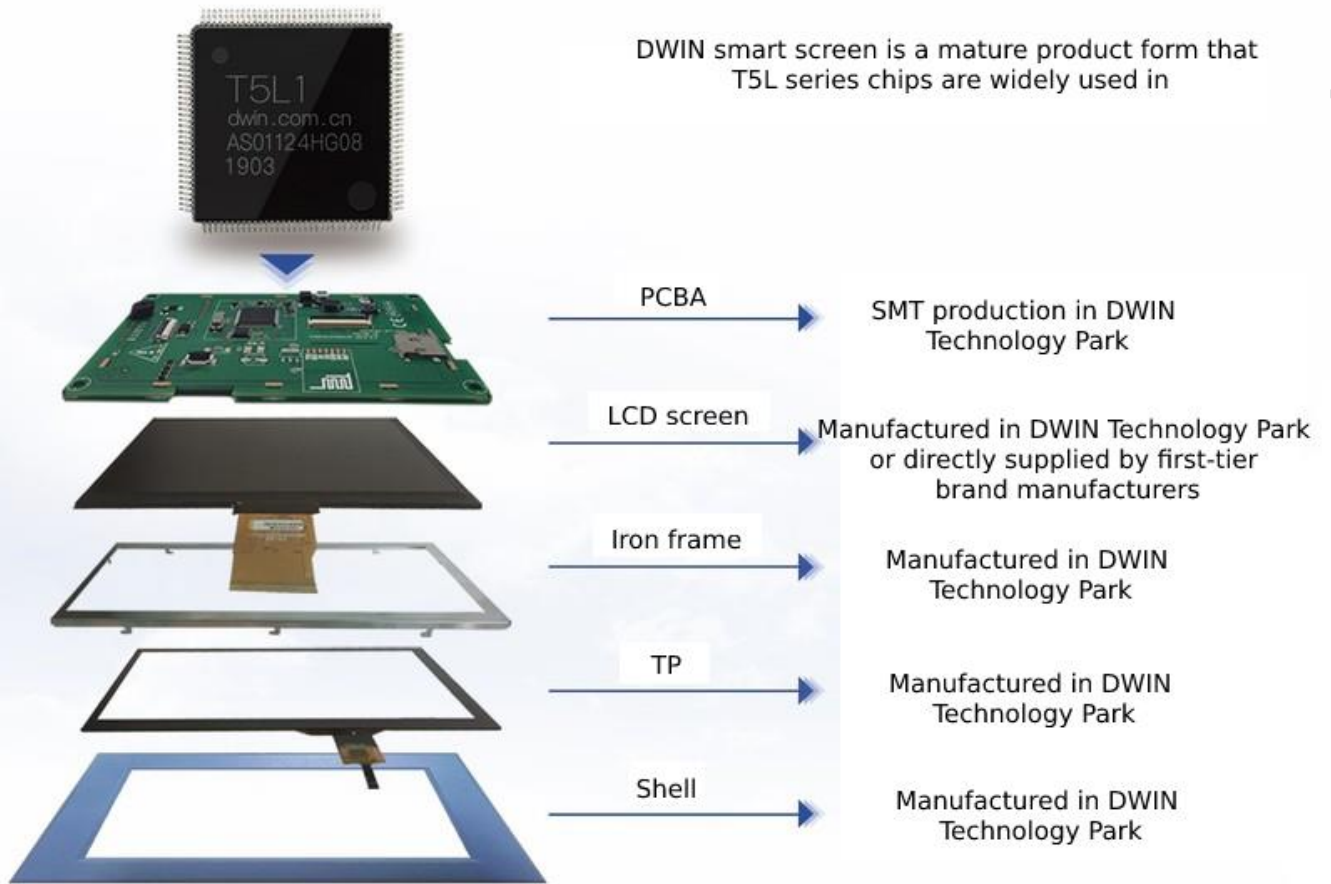 DWIN smart screen is a mature product form that
T5L series chips are widely used in
T5L1
dwin.com.cn
AS01124HG08
1903
PCBA
SMT production in DWIN
Technology Park
LCD screen
Manufactured in DWIN Technology Park
or directly supplied by first-tier
brand manufacturers
Iron frame
Manufactured in DWIN
Technology Park
TP
Manufactured in DWIN
Technology Park
Shell
Manufactured in DWIN
Technology Park